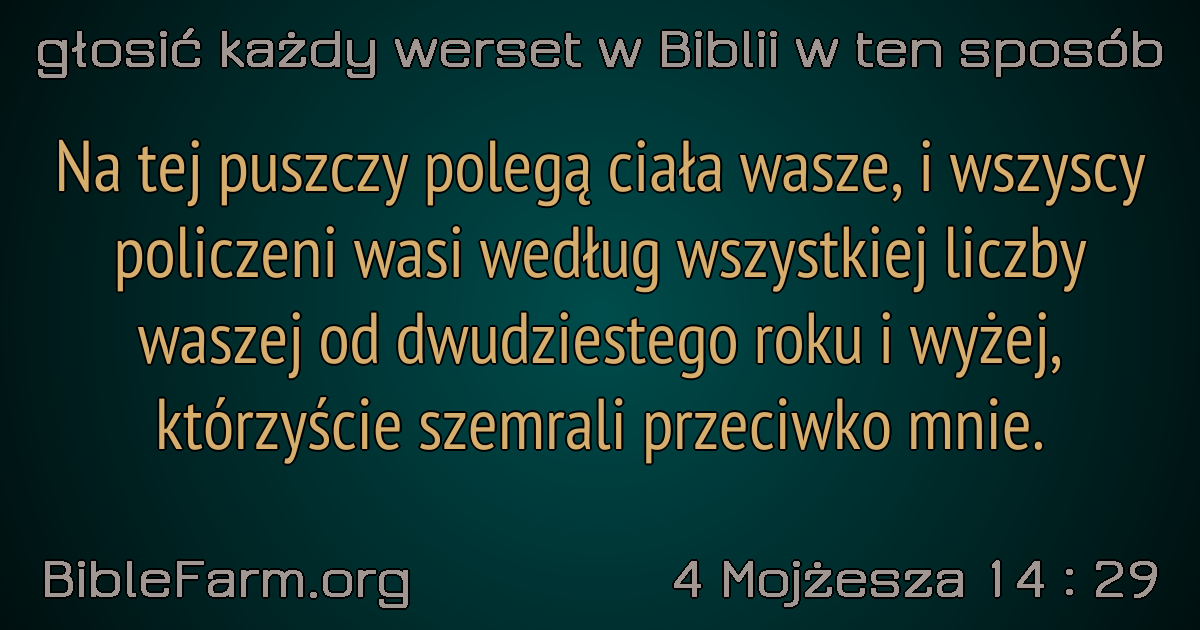 głosić każdy werset w Biblii w ten sposób
Na tej puszczy polegą ciała wasze, i wszyscy
policzeni wasi według wszystkiej liczby
waszej od dwudziestego roku i wyżej,
którzyście szemrali przeciwko mnie.
BibleFarm.org
4 Mojżesza 14 : 29